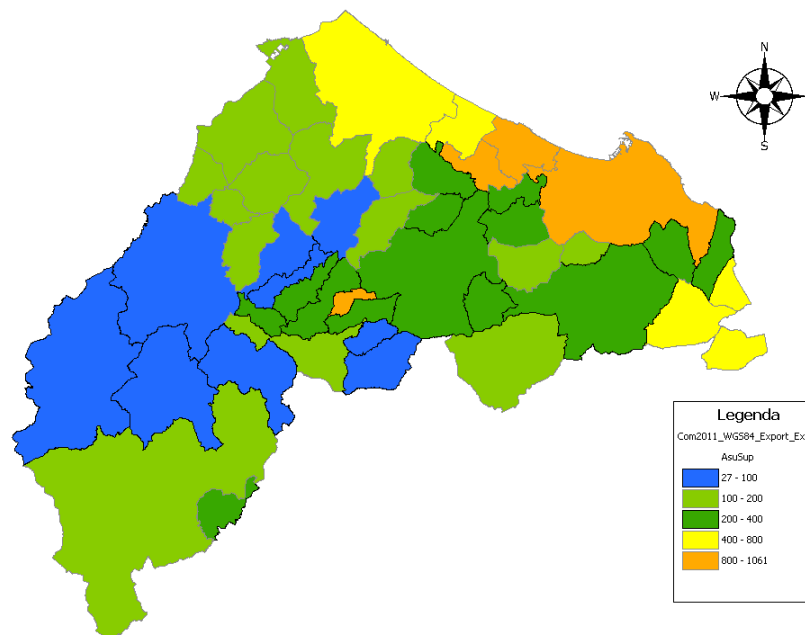 N
W
S
Legenda
Com2011_WGS84_Export_Ex
AsuSup
27 - 100
100 - 200
200 - 400
400 - 800
800 - 1061